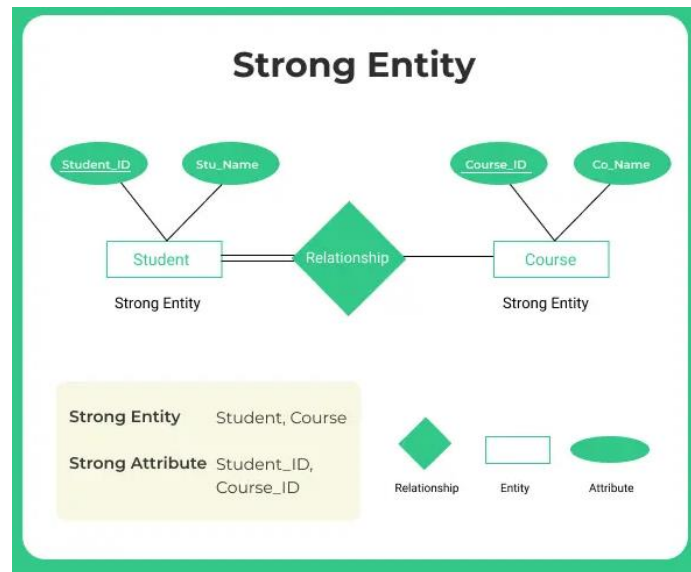 Strong Entity
Student_ID
Stu_Name
Course_ID
Co_Name
Student
Relationship
Course
Strong Entity
Strong Entity
Strong Entity Student, Course
Strong Attribute Student_ID,
Course_ID
Relationship
Entity
Attribute